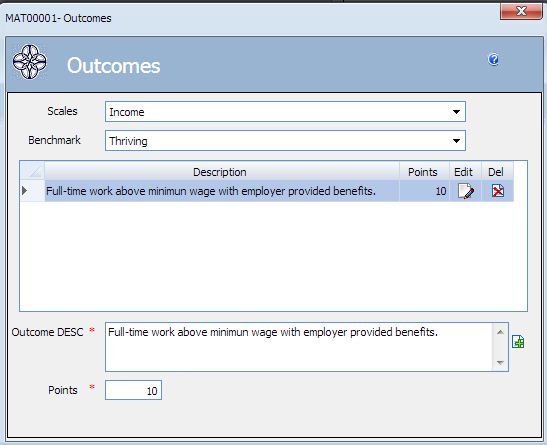 MAT00001- Outcomes
Outcomes
Scales Income
Benchmark Thriving
Description Points Edit Del
Full-time work above minimun wage with employer provided benefits. 10
Outcome DESC * Full-time work above minimun wage with employer provided benefits.
Points * 10